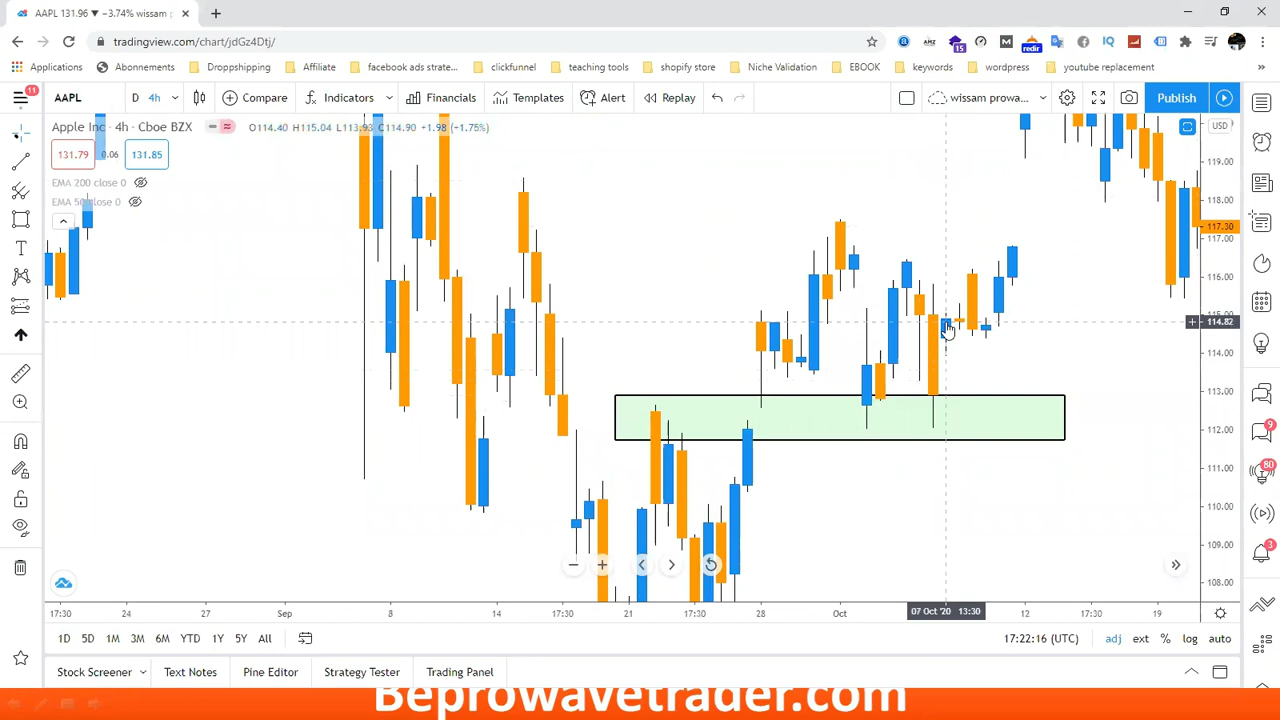 AAPL 131.96 ▼ −3.74% wissam p
tradingview.com/chart/jdGz4Dtj/
15
redir
Applications
Abonnements
Droppshipping
Affiliate
facebook ads strate...
clickfunnel
teaching tools
shopify store
Niche Validation
EBOOK
keywords
wordpress
youtube replacement
»
11
AAPL
D 4h
Compare
Indicators
Financials
Templates
Alert
Replay
wissam prowa...
Publish
Apple Inc · 4h · Cboe BZX
O114.40 H115.04 L113.93 C114.90 +1.98 (+1.75%)
USD
131.79
0.06
131.85
EMA 200 close 0
EMA 50 close 0
119.00
118.00
117.30
117.00
116.00
115.00
114.82
114.00
113.00
112.00
111.00
110.00
109.00
108.00
9
80
3
17:30
24
27
Sep
8
14
17:30
21
17:30
28
Oct
07 Oct '20 13:30
12
17:30
19
1D 5D 1M 3M 6M YTD 1Y 5Y All
17:22:16 (UTC)
adj ext % log auto
Stock Screener
Text Notes
Pine Editor
Strategy Tester
Trading Panel
Beprowavetrader.com